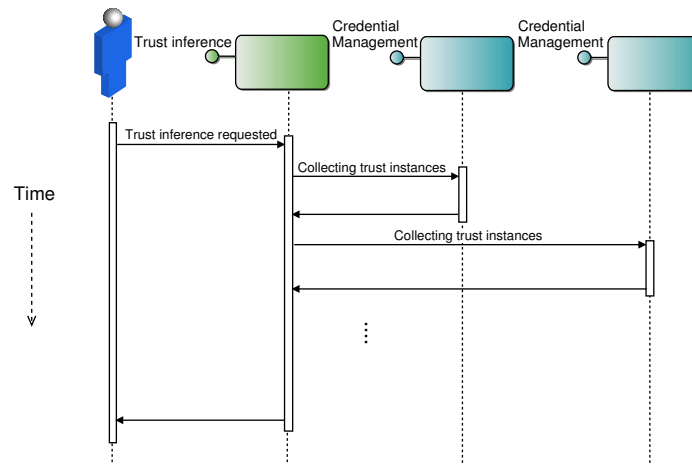 Trust inference
Credential
Management
Credential
Management
Trust inference requested
Collecting trust instances
Time
Collecting trust instances